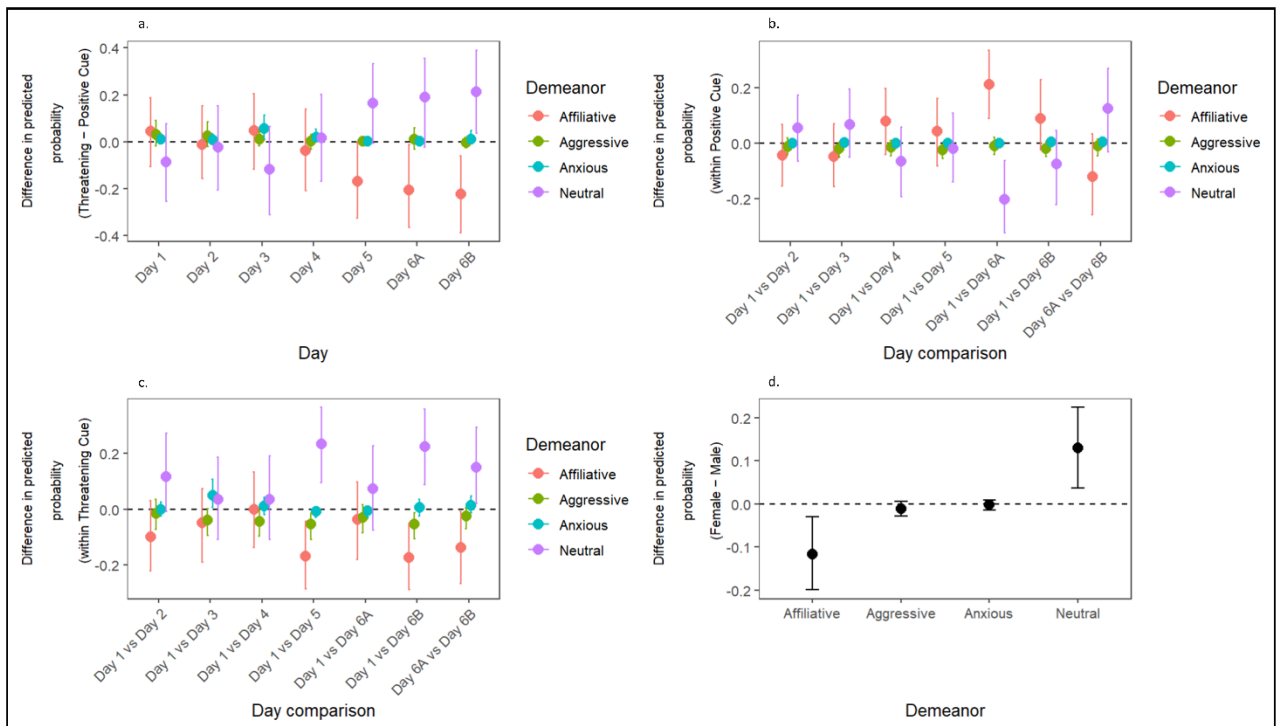 a.
Difference in predicted
probability
(Threatening − Positive Cue)
0.4
0.2
0.0
-0.2
-0.4
Day 1
Day 2
Day 3
Day 4
Day 5
Day 6A
Day 6B
Day
Demeanor
Affiliative
Aggressive
Anxious
Neutral
b.
Difference in predicted
probability
(within Positive Cue)
0.2
0.0
-0.2
Day 1 vs Day 2
Day 1 vs Day 3
Day 1 vs Day 4
Day 1 vs Day 5
Day 1 vs Day 6A
Day 1 vs Day 6B
Day 6A vs Day 6B
Day comparison
Demeanor
Affiliative
Aggressive
Anxious
Neutral
c.
Difference in predicted
probability
(within Threatening Cue)
0.2
0.0
-0.2
Day 1 vs Day 2
Day 1 vs Day 3
Day 1 vs Day 4
Day 1 vs Day 5
Day 1 vs Day 6A
Day 1 vs Day 6B
Day 6A vs Day 6B
Day comparison
Demeanor
Affiliative
Aggressive
Anxious
Neutral
d.
Difference in predicted
probability
(Female − Male)
0.2
0.1
0.0
-0.1
-0.2
Affiliative
Aggressive
Anxious
Neutral
Demeanor